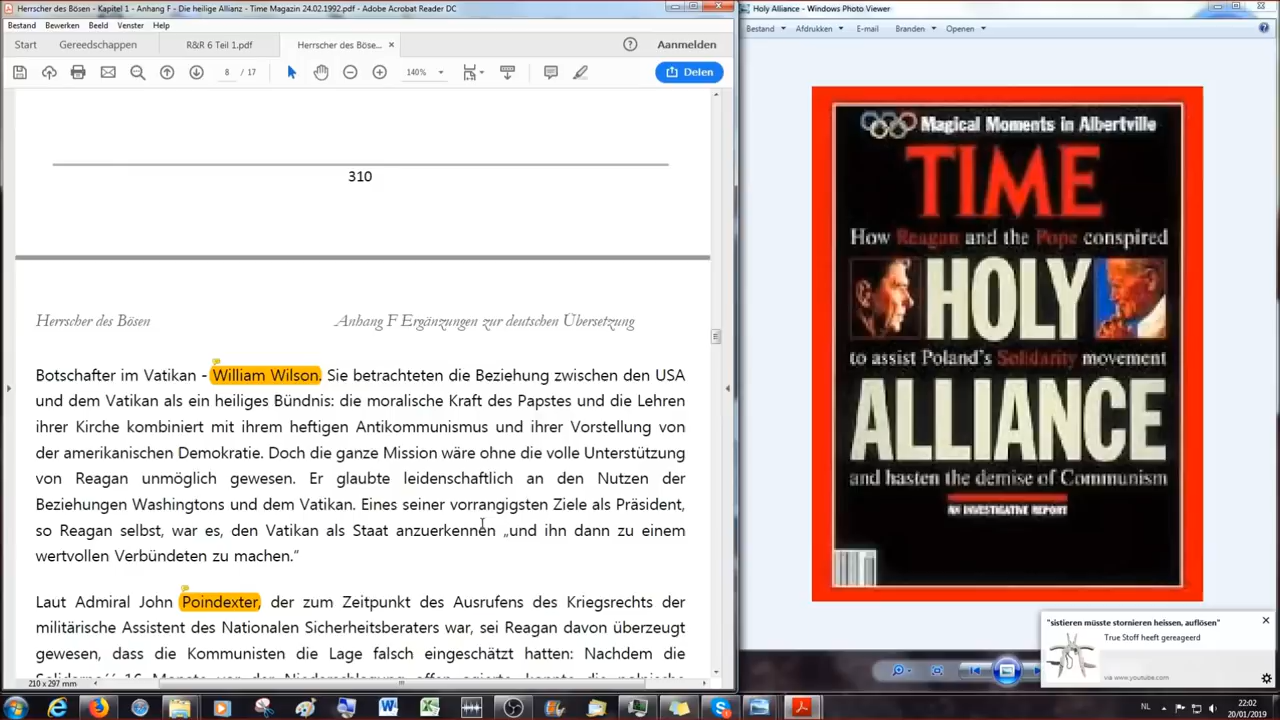 Herrscher des Bösen - Kapitel 1 - Anhang F - Die heilige Allianz - Time Magazin 24.02.1992.pdf - Adobe Acrobat Reader DC
Bestand Bewerken Beeld Venster Help
Start Gereedschappen R&R 6 Teil 1.pdf Herrscher des Böse... × Aanmelden
8 / 17 140% Delen
310
Herrscher des Bösen Anhang F Ergänzungen zur deutschen Übersetzung
Botschafter im Vatikan - William Wilson. Sie betrachteten die Beziehung zwischen den USA
und dem Vatikan als ein heiliges Bündnis: die moralische Kraft des Papstes und die Lehren
ihrer Kirche kombiniert mit ihrem heftigen Antikommunismus und ihrer Vorstellung von
der amerikanischen Demokratie. Doch die ganze Mission wäre ohne die volle Unterstützung
von Reagan unmöglich gewesen. Er glaubte leidenschaftlich an den Nutzen der
Beziehungen Washingtons und dem Vatikan. Eines seiner vorrangigsten Ziele als Präsident,
so Reagan selbst, war es, den Vatikan als Staat anzuerkennen „und ihn dann zu einem
wertvollen Verbündeten zu machen.“
Laut Admiral John Poindexter, der zum Zeitpunkt des Ausrufens des Kriegsrechts der
militärische Assistent des Nationalen Sicherheitsberaters war, sei Reagan davon überzeugt
gewesen, dass die Kommunisten die Lage falsch eingeschätzt hatten: Nachdem die
210 x 297 mm
Holy Alliance - Windows Photo Viewer
Bestand Afdrukken E-mail Branden Openen
Magical Moments in Albertville
TIME
How Reagan and the Pope conspired
HOLY
to assist Poland's Solidarity movement
ALLIANCE
and hasten the demise of Communism
AN INVESTIGATIVE REPORT
"sistieren müsste stornieren heissen, auflösen"
True Stoff heeft gereageerd
via www.youtube.com
NL 22:02
20/01/2019